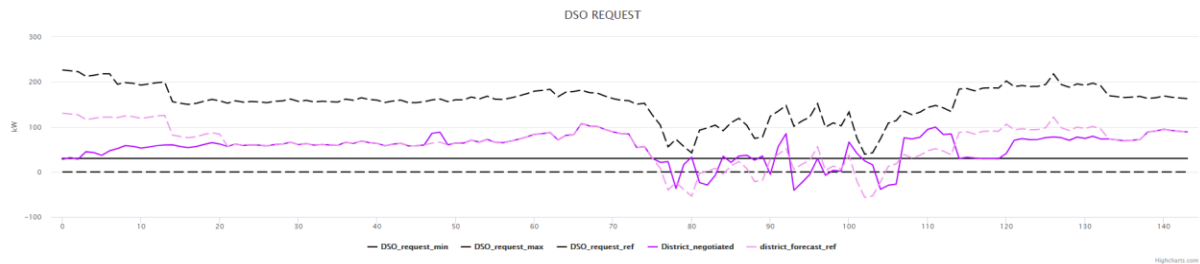 DSO REQUEST
300
200
100
0
-100
kW
0 10 20 30 40 50 60 70 80 90 100 110 120 130 140
DSO_request_min DSO_request_max DSO_request_ref District_negotiated district_forecast_ref
Highcharts.com